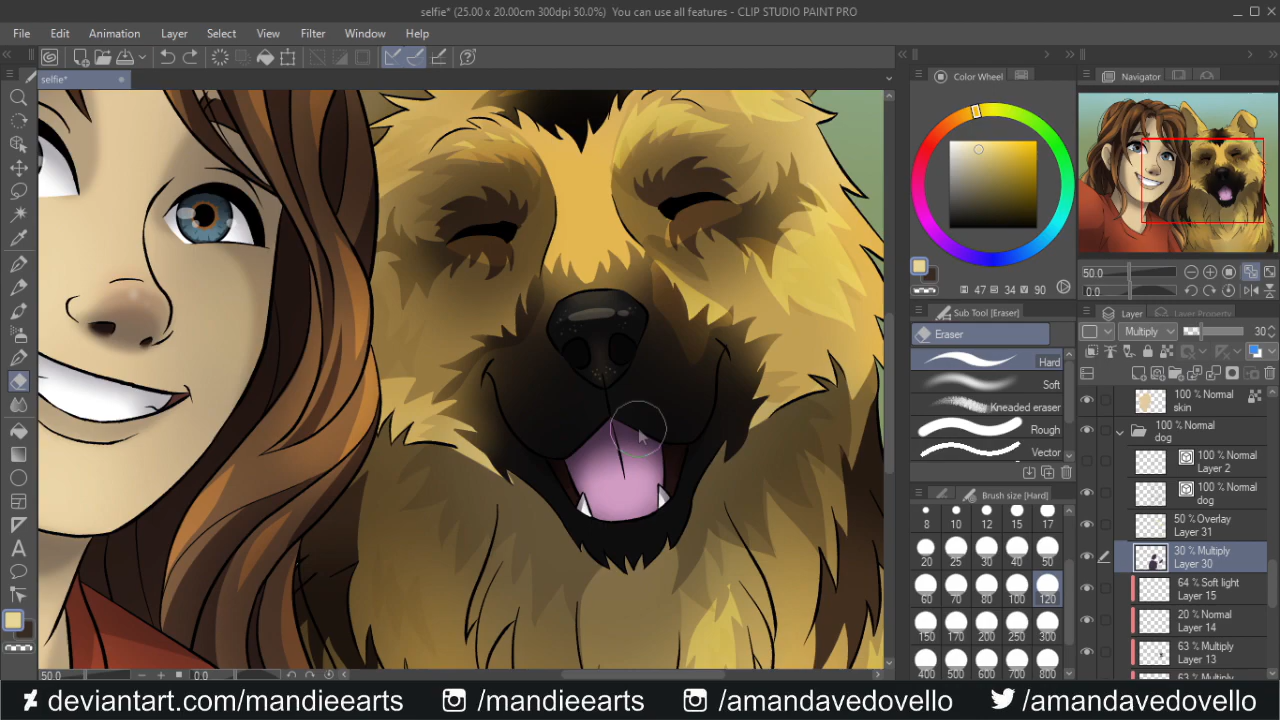 selfie* (25.00 x 20.00cm 300dpi 50.0%)  You can use all features - CLIP STUDIO PAINT PRO
File Edit Animation Layer Select View Filter Window Help
selfie*
Color Wheel
47 34 90
Navigator
50.0
0.0
Sub Tool [Eraser]
Eraser
Hard
Soft
Kneaded eraser
Rough
Vector
Brush size [Hard]
8 10 12 15 17
20 25 30 40 50
60 70 80 100 120
150 170 200 250 300
400 500 600 700 800
Layer Layer Property
Multiply 30
100 % Normal
skin
100 % Normal
dog
100 % Normal
Layer 2
100 % Normal
dog
50 % Overlay
Layer 31
30 % Multiply
Layer 30
64 % Soft light
Layer 15
20 % Normal
Layer 14
63 % Multiply
Layer 13
63 % Multiply
50.0 0.0
deviantart.com/mandieearts /mandieearts /amandavedovello /amandavedovello